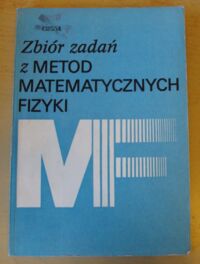 Zbiór zadań
z METOD
MATEMATYCZNYCH
FIZYKI
MF